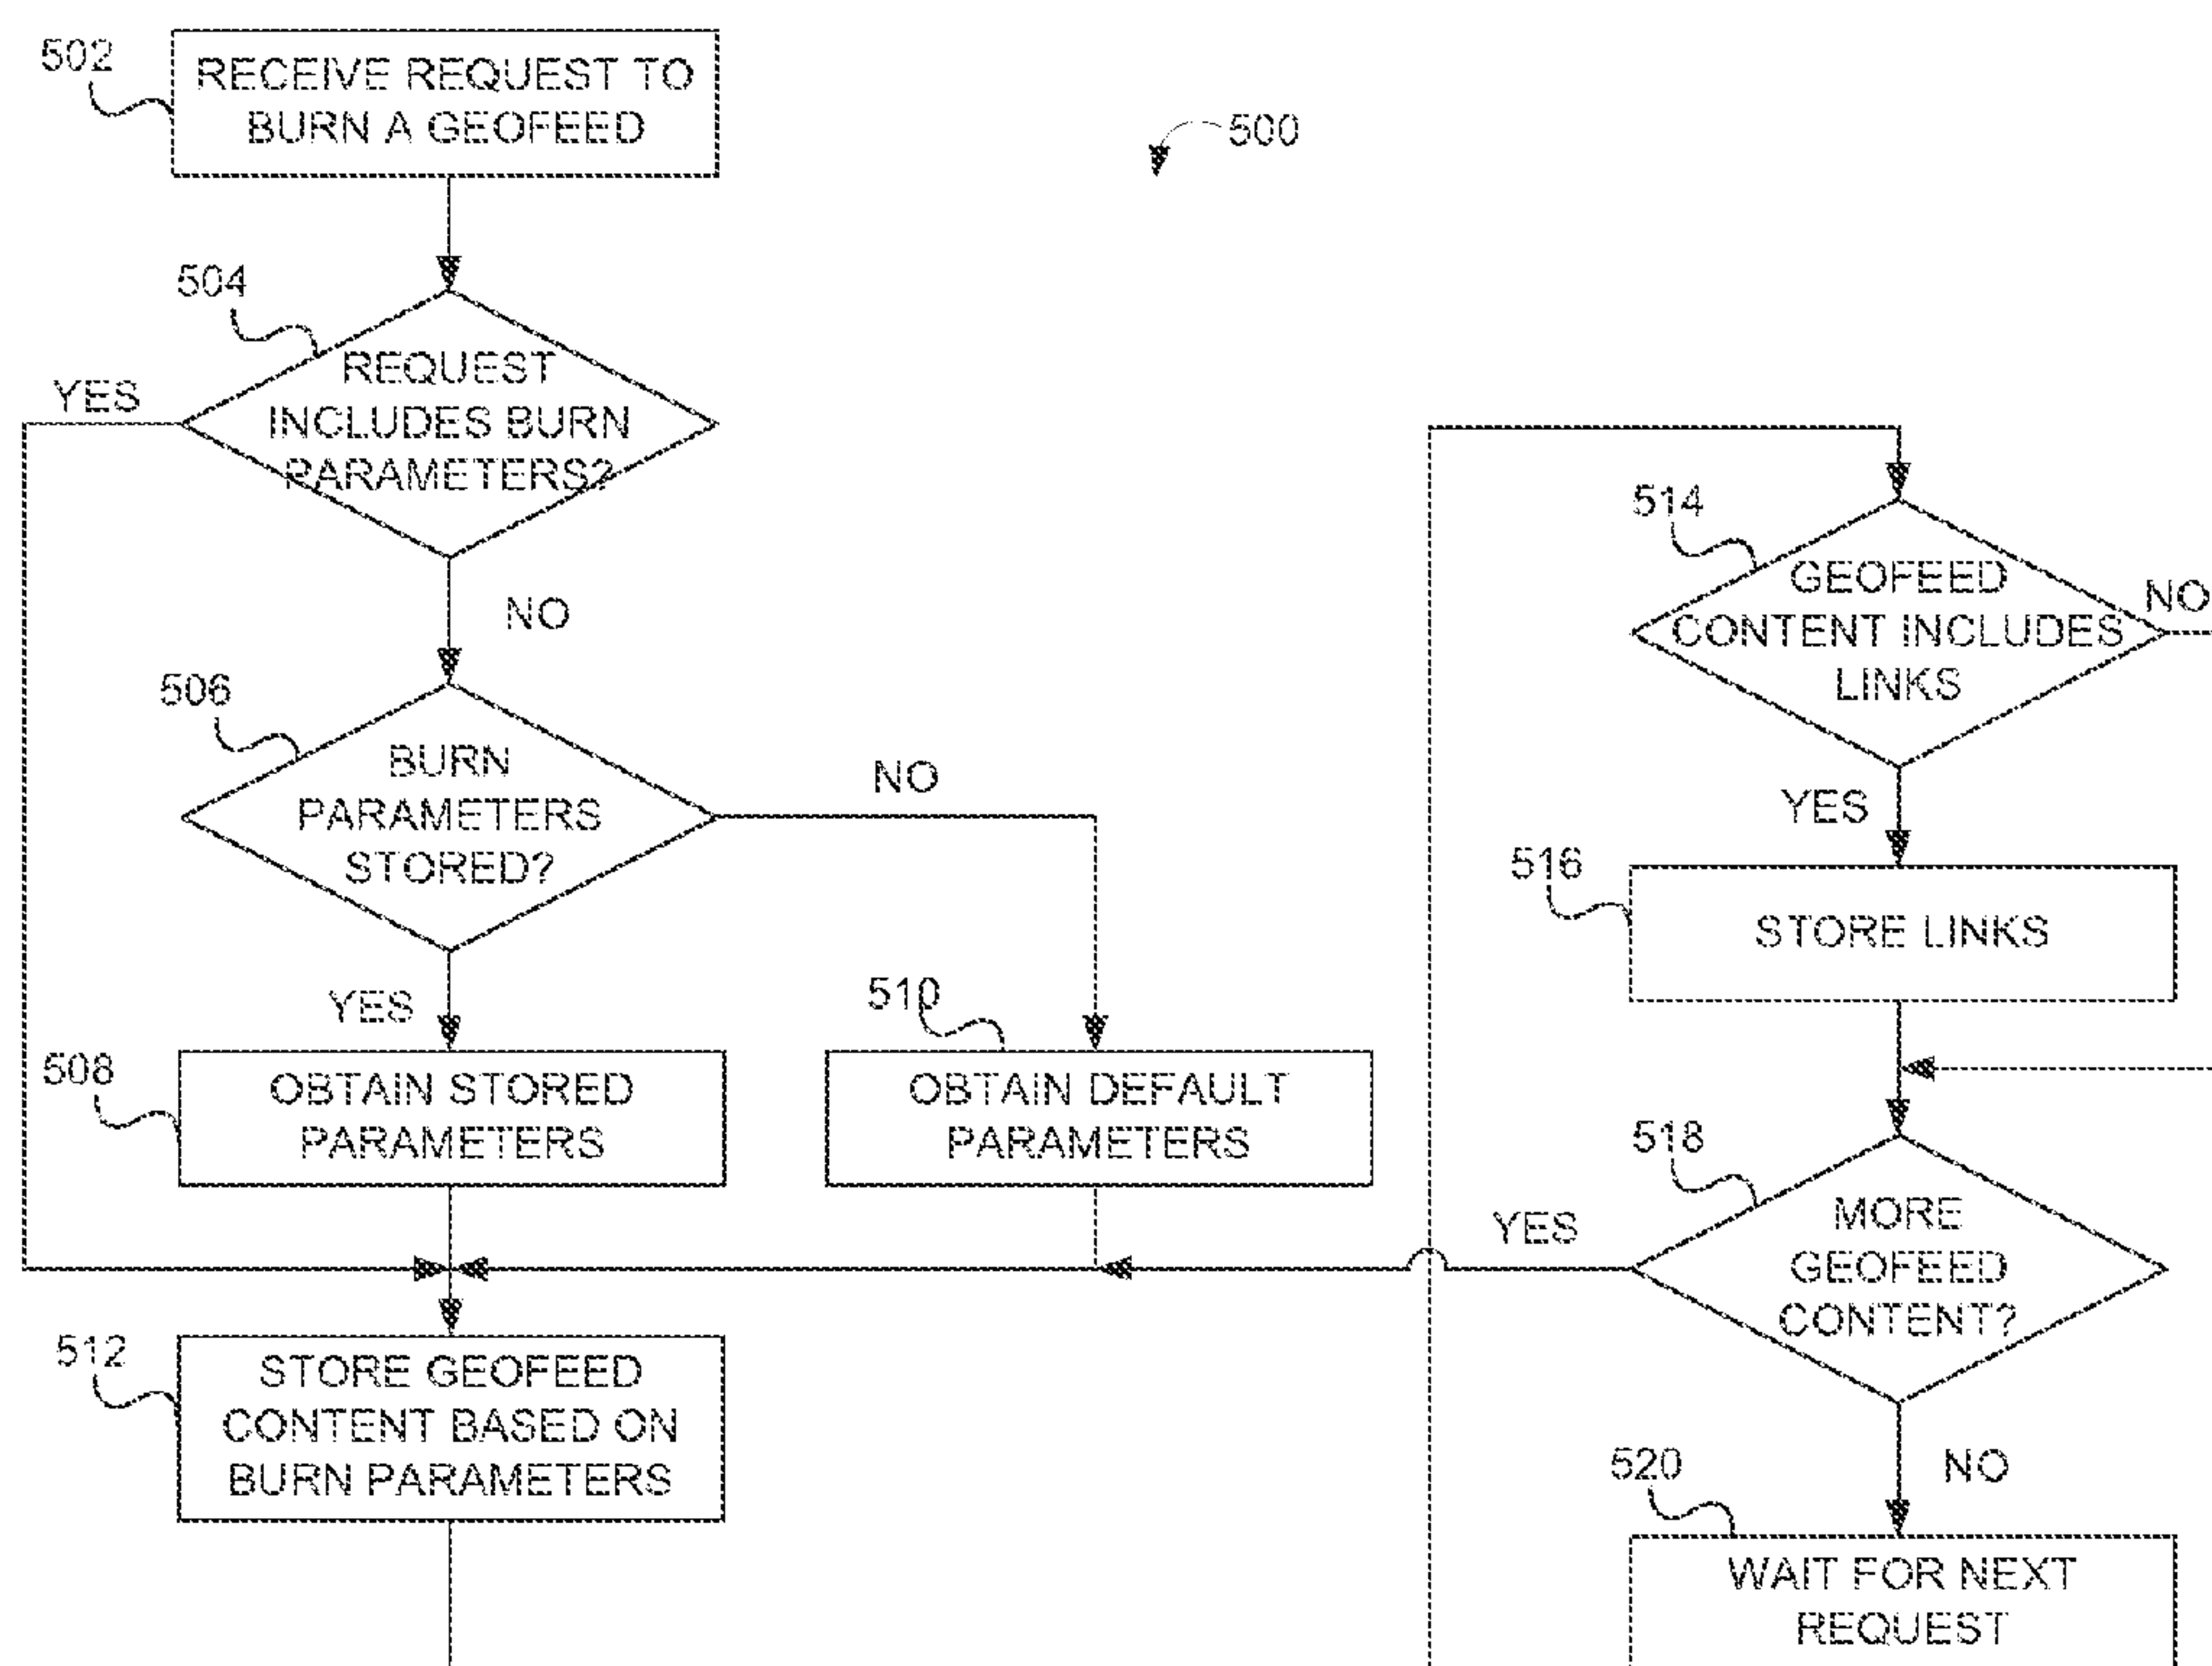 502
RECEIVE REQUEST TO
BURN A GEOFEED
500
504
REQUEST
INCLUDES BURN
PARAMETERS?
YES
NO
506
BURN
PARAMETERS
STORED?
NO
YES
508
OBTAIN STORED
PARAMETERS
510
OBTAIN DEFAULT
PARAMETERS
512
STORE GEOFEED
CONTENT BASED ON
BURN PARAMETERS
514
GEOFEED
CONTENT INCLUDES
LINKS
NO
YES
516
STORE LINKS
518
MORE
GEOFEED
CONTENT?
YES
NO
520
WAIT FOR NEXT
REQUEST